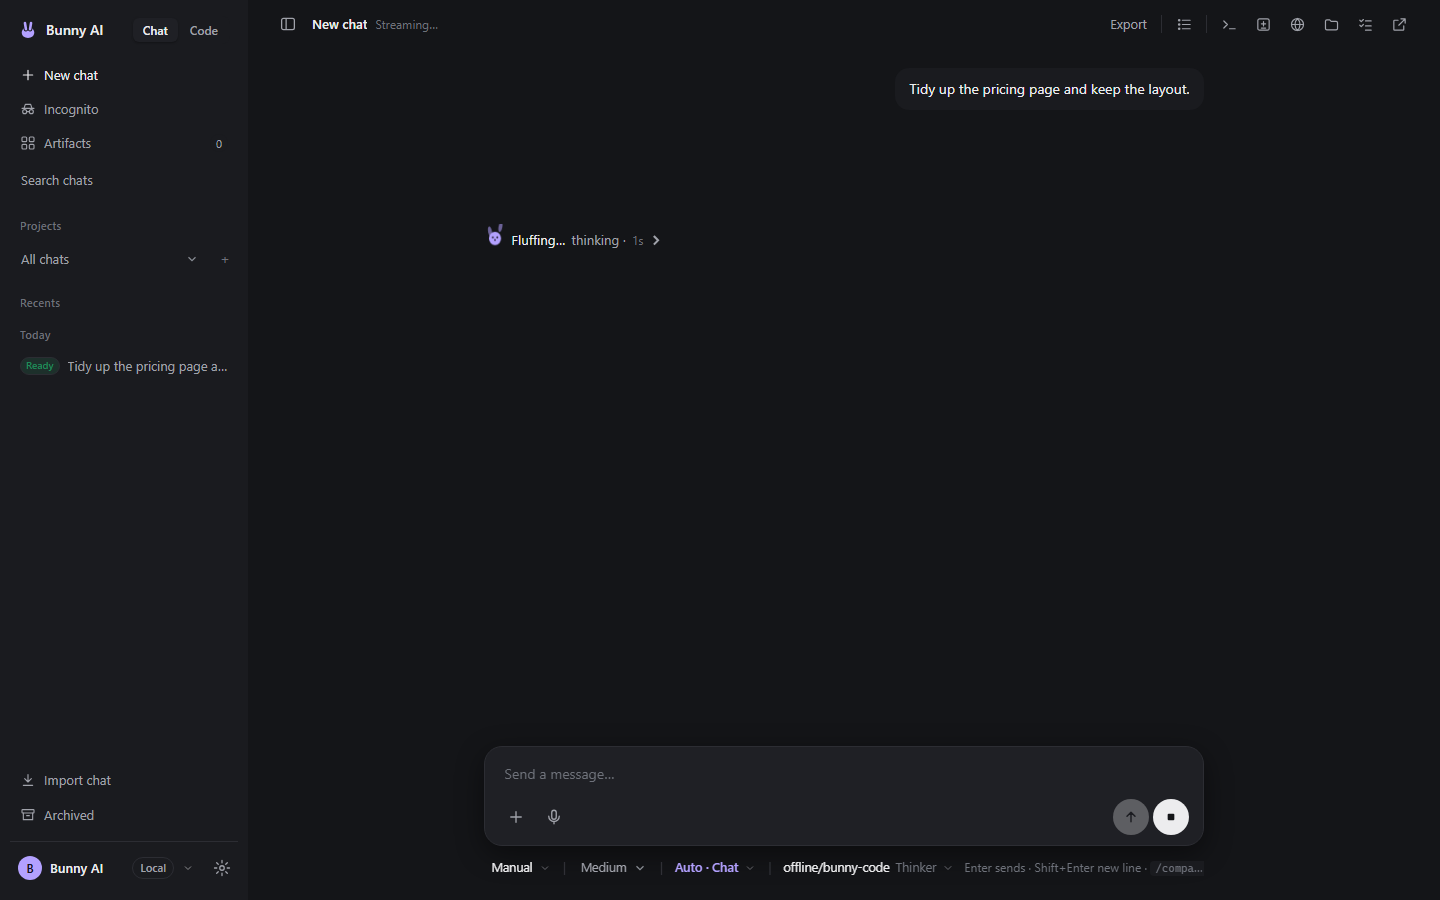 Bunny AI
Chat
Code
New chat
Incognito
Artifacts
0
Search chats
Projects
All chats
+
Recents
Today
Ready
Tidy up the pricing page a...
Import chat
Archived
B
Bunny AI
Local
New chat
Streaming...
Export
Tidy up the pricing page and keep the layout.
Fluffing... thinking · 1s
Send a message...
Manual
Medium
Auto · Chat
offline/bunny-code Thinker
Enter sends · Shift+Enter new line · /compa...